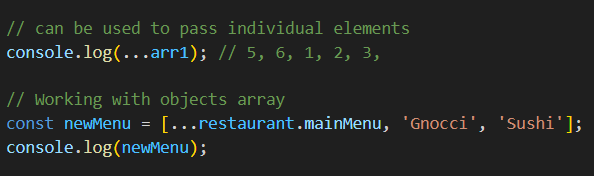 // can be used to pass individual elements
console.log(...arr1); // 5, 6, 1, 2, 3,
// Working with objects array
const newMenu = [...restaurant.mainMenu, 'Gnocci', 'Sushi'];
console.log(newMenu);